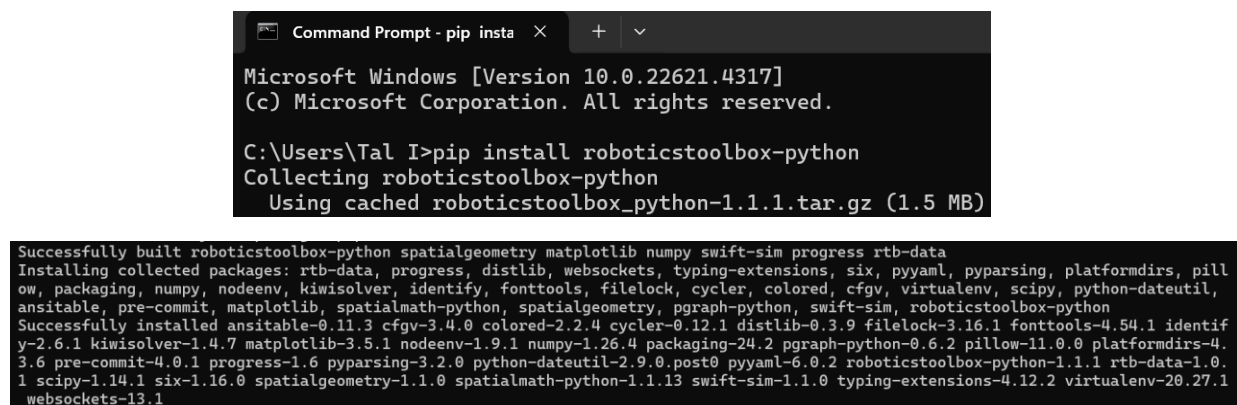 Command Prompt - pip insta
Microsoft Windows [Version 10.0.22621.4317]
(c) Microsoft Corporation. All rights reserved.
C:\Users\Tal I>pip install roboticstoolbox-python
Collecting roboticstoolbox-python
Using cached roboticstoolbox_python-1.1.1.tar.gz (1.5 MB)
Successfully built roboticstoolbox-python spatialgeometry matplotlib numpy swift-sim progress rtb-data
Installing collected packages: rtb-data, progress, distlib, websockets, typing-extensions, six, pyyaml, pyparsing, platformdirs, pill
ow, packaging, numpy, nodeenv, kiwisolver, identify, fonttools, filelock, cycler, colored, cfgv, virtualenv, scipy, python-dateutil,
ansitable, pre-commit, matplotlib, spatialmath-python, spatialgeometry, pgraph-python, swift-sim, roboticstoolbox-python
Successfully installed ansitable-0.11.3 cfgv-3.4.0 colored-2.2.4 cycler-0.12.1 distlib-0.3.9 filelock-3.16.1 fonttools-4.54.1 identif
y-2.6.1 kiwisolver-1.4.7 matplotlib-3.5.1 nodeenv-1.9.1 numpy-1.26.4 packaging-24.2 pgraph-python-0.6.2 pillow-11.0.0 platformdirs-4.
3.6 pre-commit-4.0.1 progress-1.6 pyparsing-3.2.0 python-dateutil-2.9.0.post0 pyyaml-6.0.2 roboticstoolbox-python-1.1.1 rtb-data-1.0.
1 scipy-1.14.1 six-1.16.0 spatialgeometry-1.1.0 spatialmath-python-1.1.13 swift-sim-1.1.0 typing-extensions-4.12.2 virtualenv-20.27.1
websockets-13.1